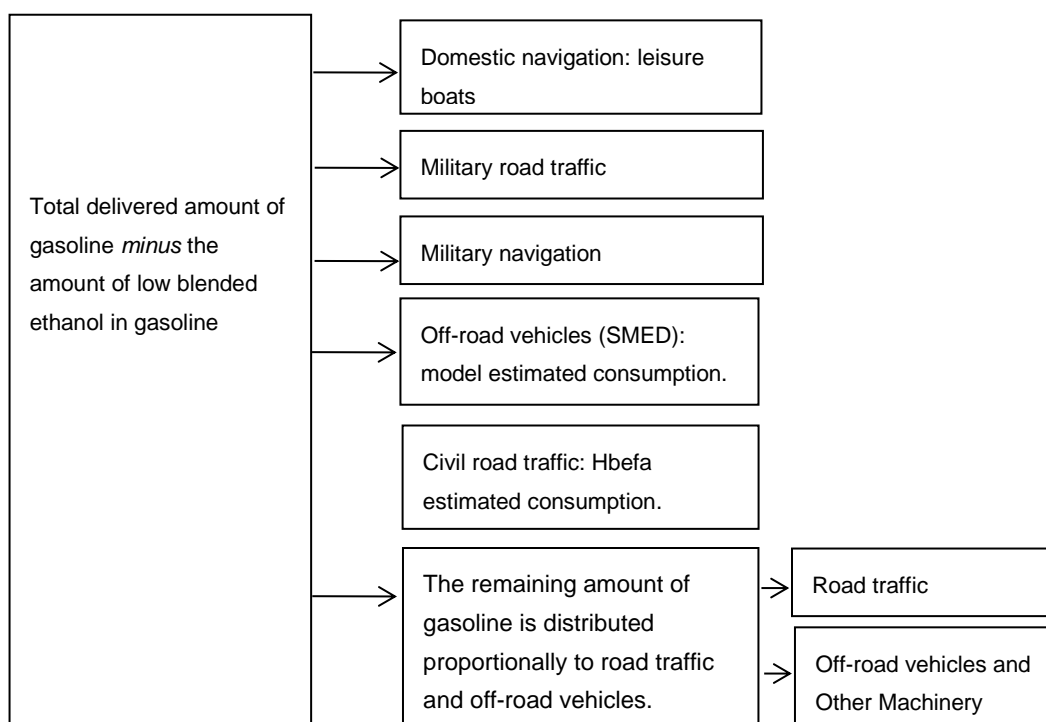 Total delivered amount of
gasoline minus the
amount of low blended
ethanol in gasoline
Domestic navigation: leisure
boats
Military road traffic
Military navigation
Off-road vehicles (SMED):
model estimated consumption.
Civil road traffic: Hbefa
estimated consumption.
The remaining amount of
gasoline is distributed
proportionally to road traffic
and off-road vehicles.
Road traffic
Off-road vehicles and
Other Machinery